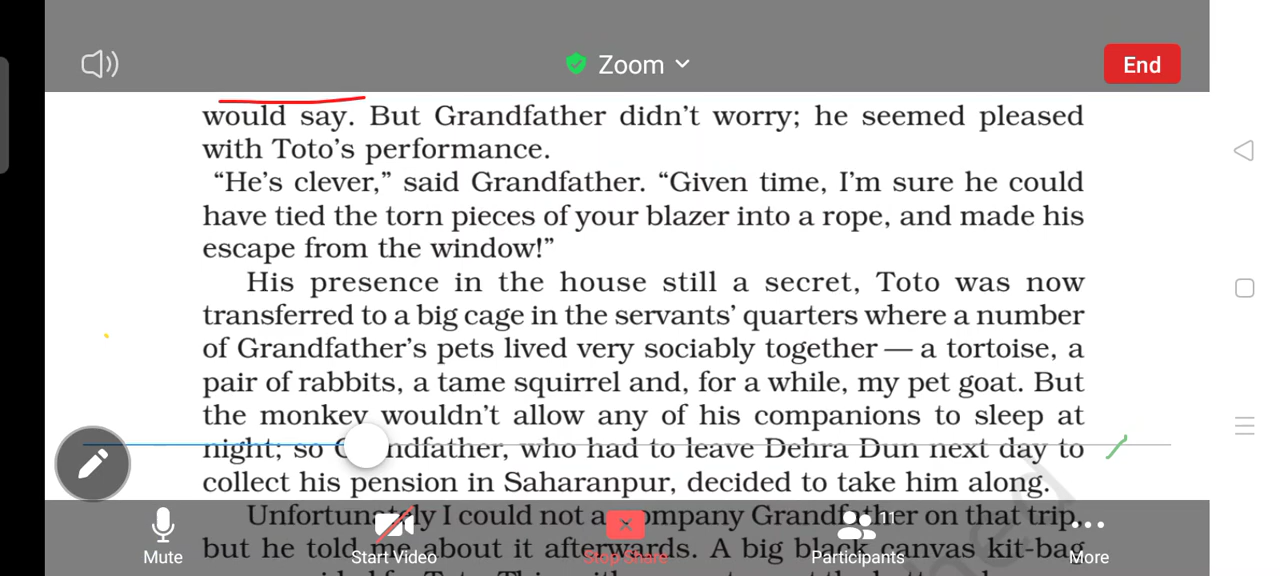 Zoom
End
would say. But Grandfather didn't worry; he seemed pleased
with Toto's performance.
“He's clever,” said Grandfather. “Given time, I'm sure he could
have tied the torn pieces of your blazer into a rope, and made his
escape from the window!”
His presence in the house still a secret, Toto was now
transferred to a big cage in the servants' quarters where a number
of Grandfather's pets lived very sociably together — a tortoise, a
pair of rabbits, a tame squirrel and, for a while, my pet goat. But
the monkey wouldn't allow any of his companions to sleep at
night; so Grandfather, who had to leave Dehra Dun next day to
collect his pension in Saharanpur, decided to take him along.
Unfortunately I could not accompany Grandfather on that trip,
but he told me about it afterwards. A big black canvas kit-bag
11
Mute
Start Video
Stop Share
Participants
More